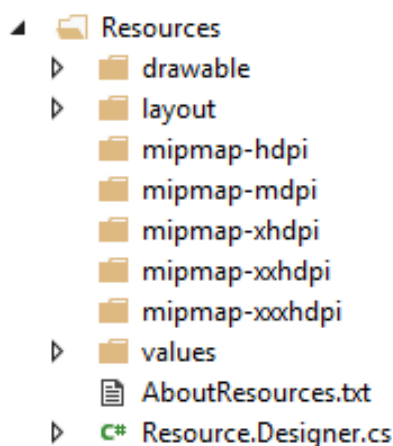 Resources
drawable
layout
mipmap-hdpi
mipmap-mdpi
mipmap-xhdpi
mipmap-xxhdpi
mipmap-xxxhdpi
values
AboutResources.txt
C# Resource.Designer.cs